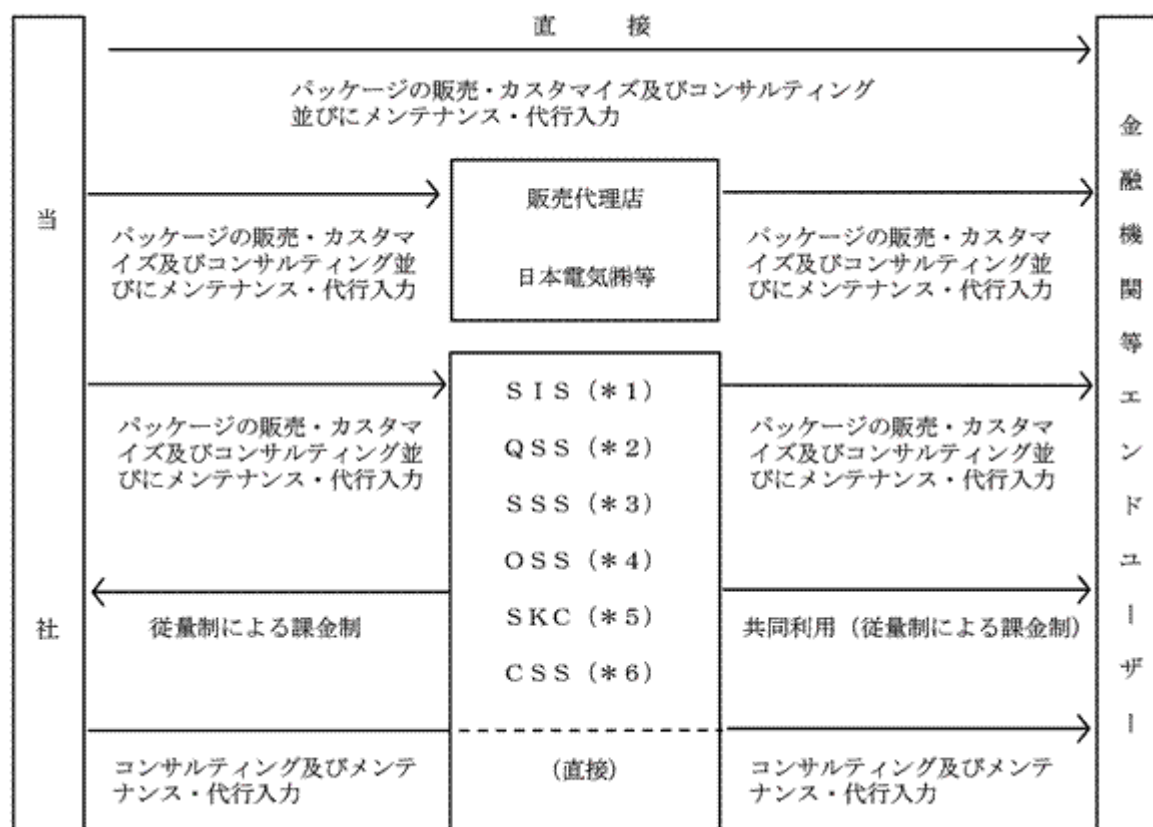 直 接
パッケージの販売・カスタマイズ及びコンサルティング
並びにメンテナンス・代行入力
当
社
金融機関等エンドユーザー
販売代理店
日本電気㈱等
パッケージの販売・カスタマ
イズ及びコンサルティング並
びにメンテナンス・代行入力
パッケージの販売・カスタマ
イズ及びコンサルティング並
びにメンテナンス・代行入力
SIS(*1)
QSS(*2)
SSS(*3)
OSS(*4)
SKC(*5)
CSS(*6)
(直接)
パッケージの販売・カスタマ
イズ及びコンサルティング並
びにメンテナンス・代行入力
パッケージの販売・カスタマ
イズ及びコンサルティング並
びにメンテナンス・代行入力
従量制による課金制
共同利用(従量制による課金制)
コンサルティング及びメンテ
ナンス・代行入力
コンサルティング及びメンテ
ナンス・代行入力